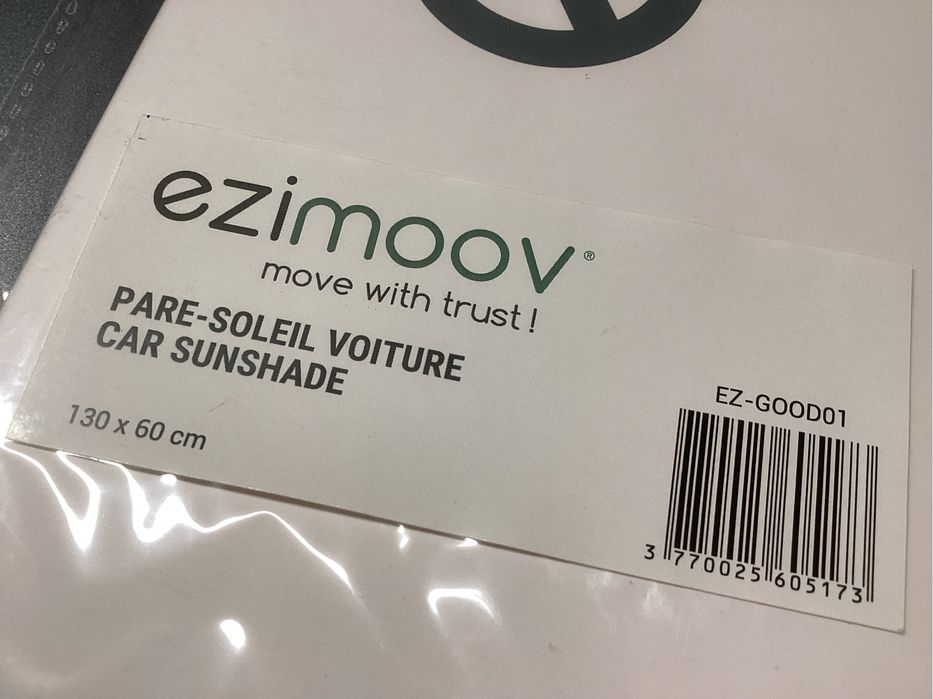 ezimoov®
move with trust!
PARE-SOLEIL VOITURE
CAR SUNSHADE
130 x 60 cm
EZ-GOOD01
3 770025 605173